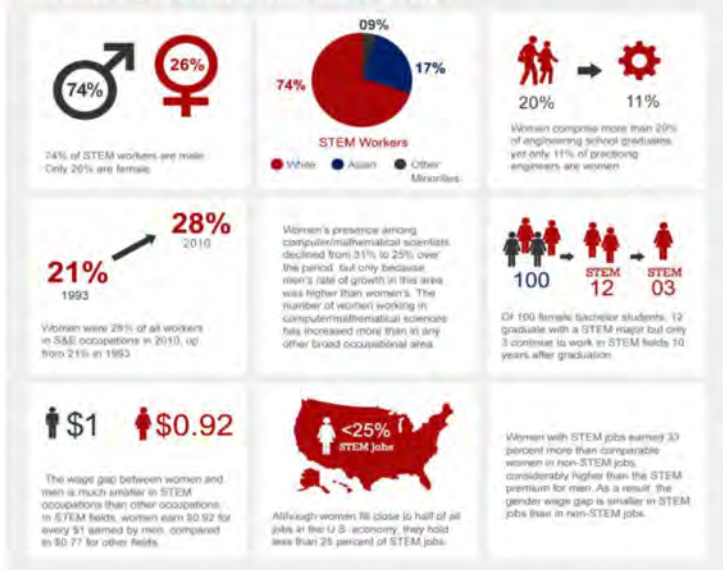 74%
26%
74% of STEM workers are male.
Only 26% are female.
09%
17%
74%
STEM Workers
White Asian Other
Minorities
20% 11%
Women comprise more than 20%
of engineering school graduates,
yet only 11% of practicing
engineers are women
28%
2010
21%
1993
Women were 28% of all workers
in S&E occupations in 2010, up
from 21% in 1993
Women's presence among
computer/mathematical scientists
declined from 31% to 25% over
the period, but only because
men's rate of growth in this area
was higher than women's. The
number of women working in
computer/mathematical sciences
has increased more than in any
other broad occupational area.
100
STEM
12
STEM
03
Of 100 female bachelor students, 12
graduate with a STEM major but only
3 continue to work in STEM fields 10
years after graduation.
$1 $0.92
The wage gap between women and
men is much smaller in STEM
occupations than other occupations.
In STEM fields, women earn $0.92 for
every $1 earned by men, compared
to $0.77 for other fields.
<25%
STEM Jobs
Although women fill close to half of all
jobs in the U.S. economy, they hold
less than 25 percent of STEM jobs.
Women with STEM jobs earned 33
percent more than comparable
women in non-STEM jobs,
considerably higher than the STEM
premium for men. As a result, the
gender wage gap is smaller in STEM
jobs than in non-STEM jobs.